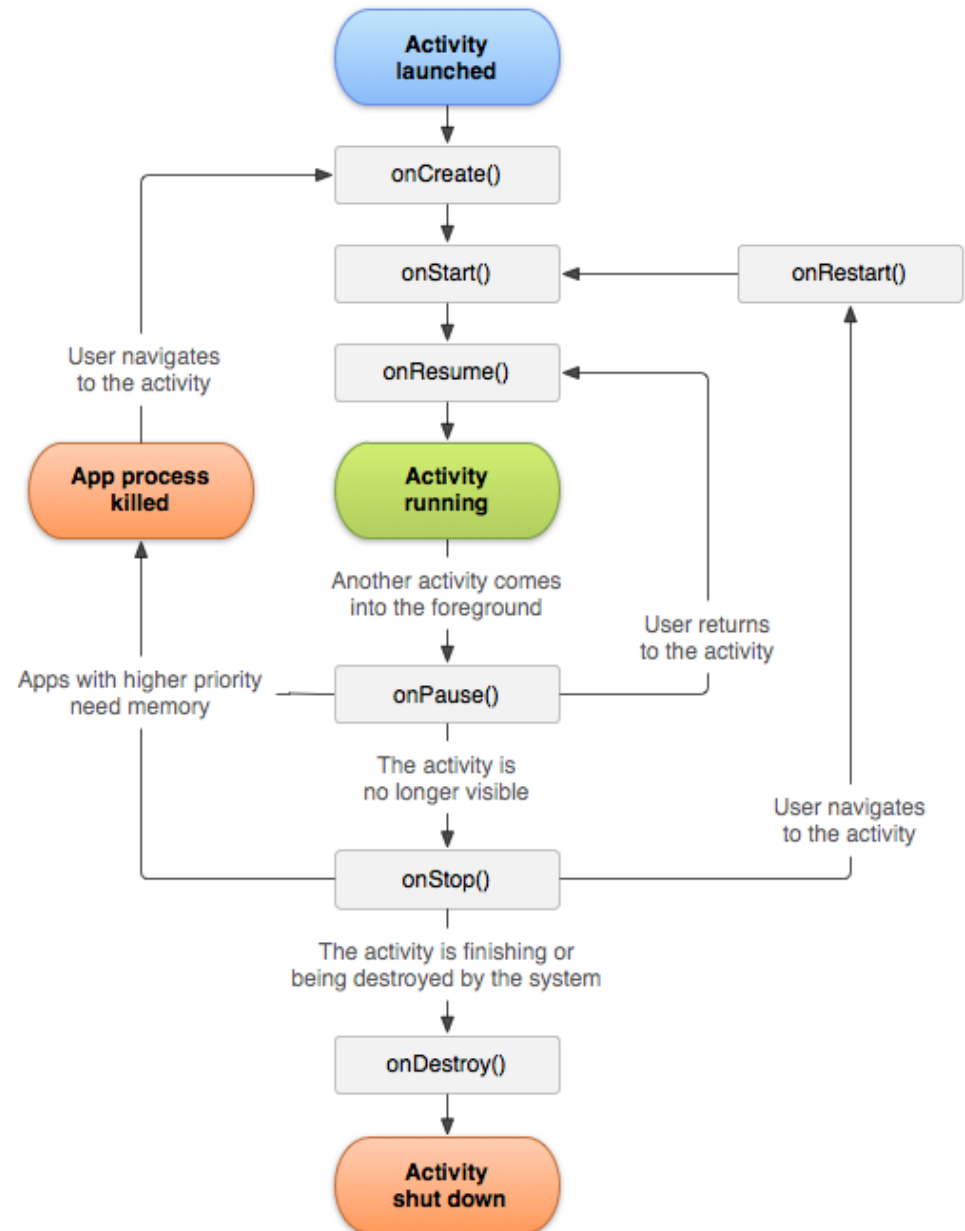 Activity
launched
onCreate()
onStart()
onRestart()
onResume()
User navigates
to the activity
App process
killed
Activity
running
Another activity comes
into the foreground
User returns
to the activity
Apps with higher priority
need memory
onPause()
The activity is
no longer visible
User navigates
to the activity
onStop()
The activity is finishing or
being destroyed by the system
onDestroy()
Activity
shut down